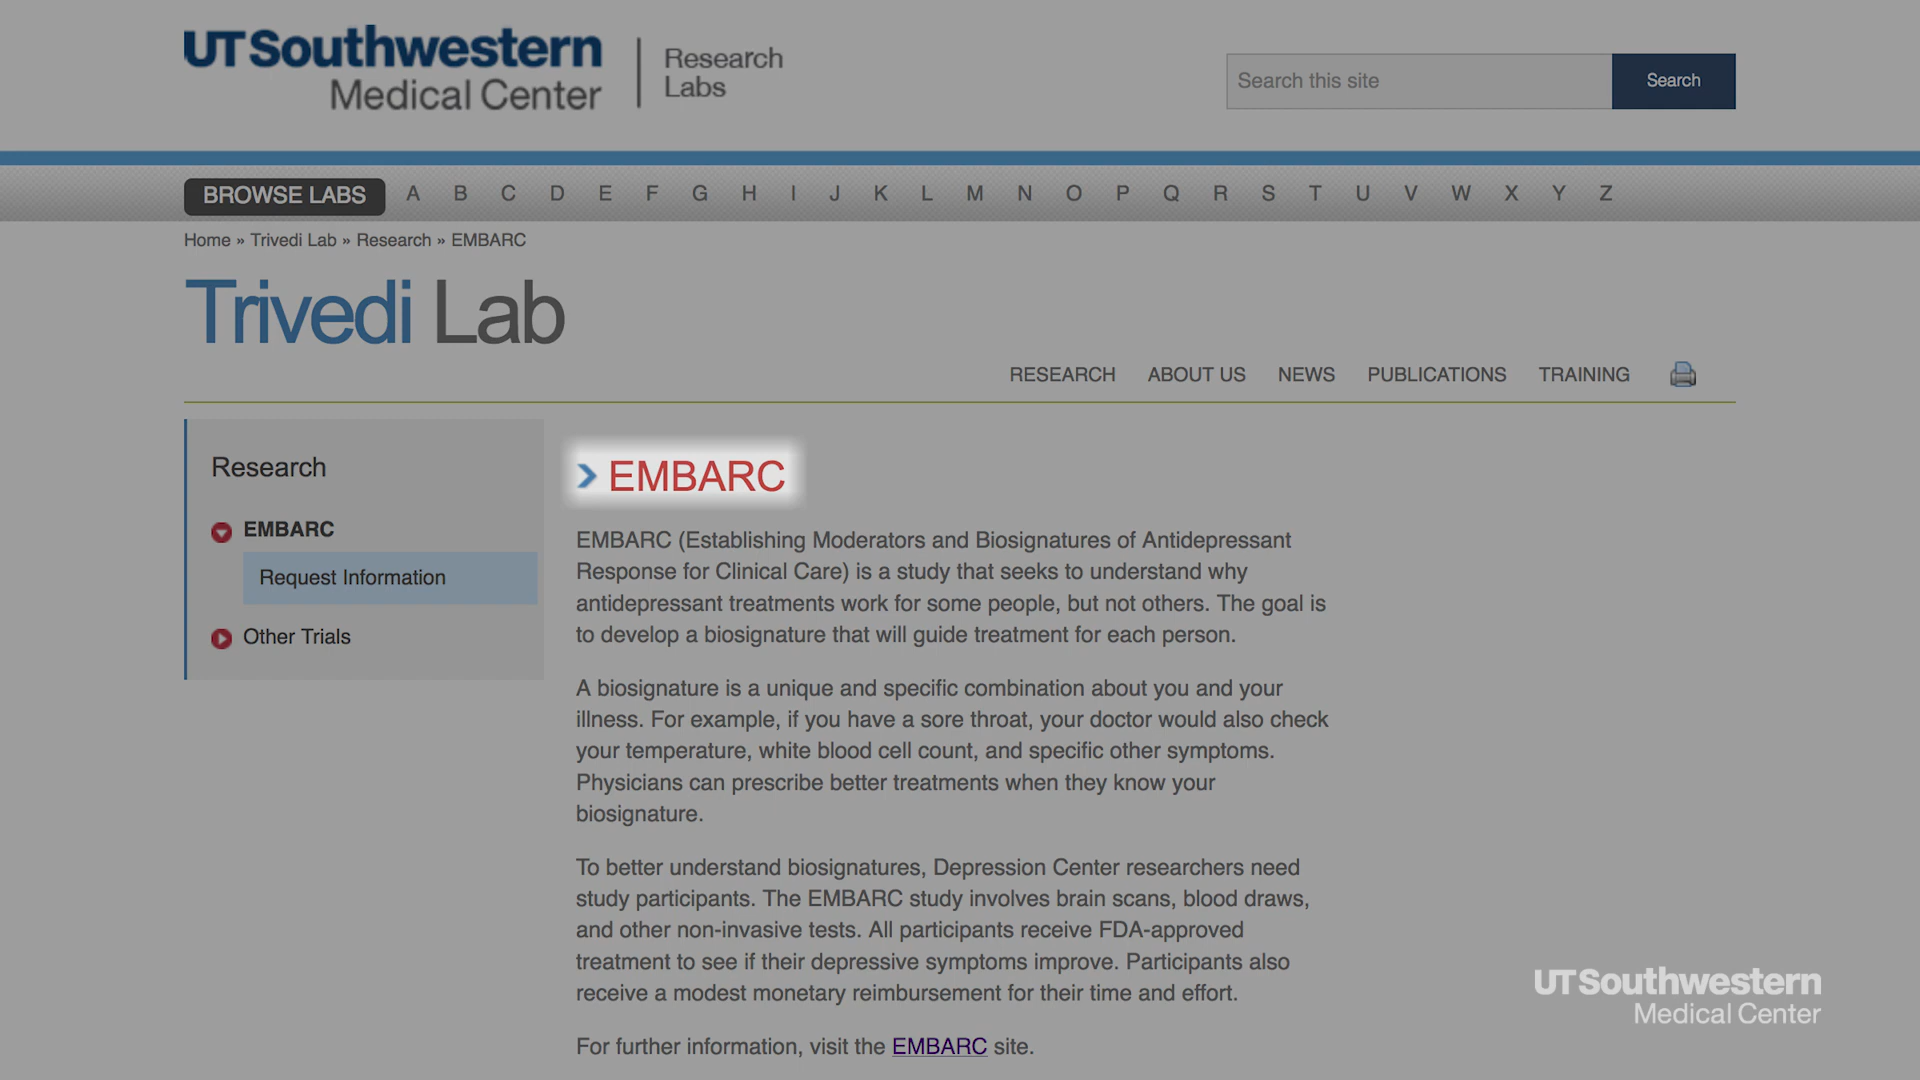 UTSouthwestern
Medical Center
Research
Labs
Search this site
Search
BROWSE LABS A B C D E F G H I J K L M N O P Q R S T U V W X Y Z
Home » Trivedi Lab » Research » EMBARC
Trivedi Lab
RESEARCH ABOUT US NEWS PUBLICATIONS TRAINING
Research
EMBARC
Request Information
Other Trials
EMBARC
EMBARC (Establishing Moderators and Biosignatures of Antidepressant
Response for Clinical Care) is a study that seeks to understand why
antidepressant treatments work for some people, but not others. The goal is
to develop a biosignature that will guide treatment for each person.
A biosignature is a unique and specific combination about you and your
illness. For example, if you have a sore throat, your doctor would also check
your temperature, white blood cell count, and specific other symptoms.
Physicians can prescribe better treatments when they know your
biosignature.
To better understand biosignatures, Depression Center researchers need
study participants. The EMBARC study involves brain scans, blood draws,
and other non-invasive tests. All participants receive FDA-approved
treatment to see if their depressive symptoms improve. Participants also
receive a modest monetary reimbursement for their time and effort.
For further information, visit the EMBARC site.
UTSouthwestern
Medical Center